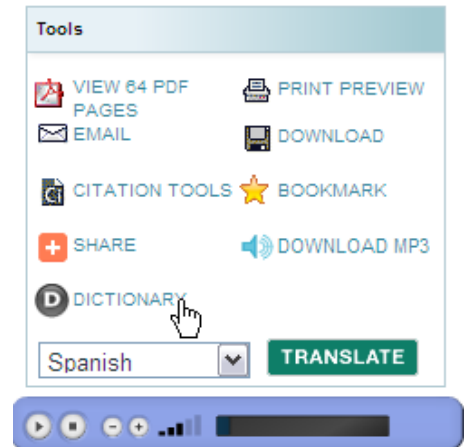 Tools
VIEW 64 PDF PAGES
PRINT PREVIEW
EMAIL
DOWNLOAD
CITATION TOOLS
BOOKMARK
SHARE
DOWNLOAD MP3
D DICTIONARY
Spanish
TRANSLATE